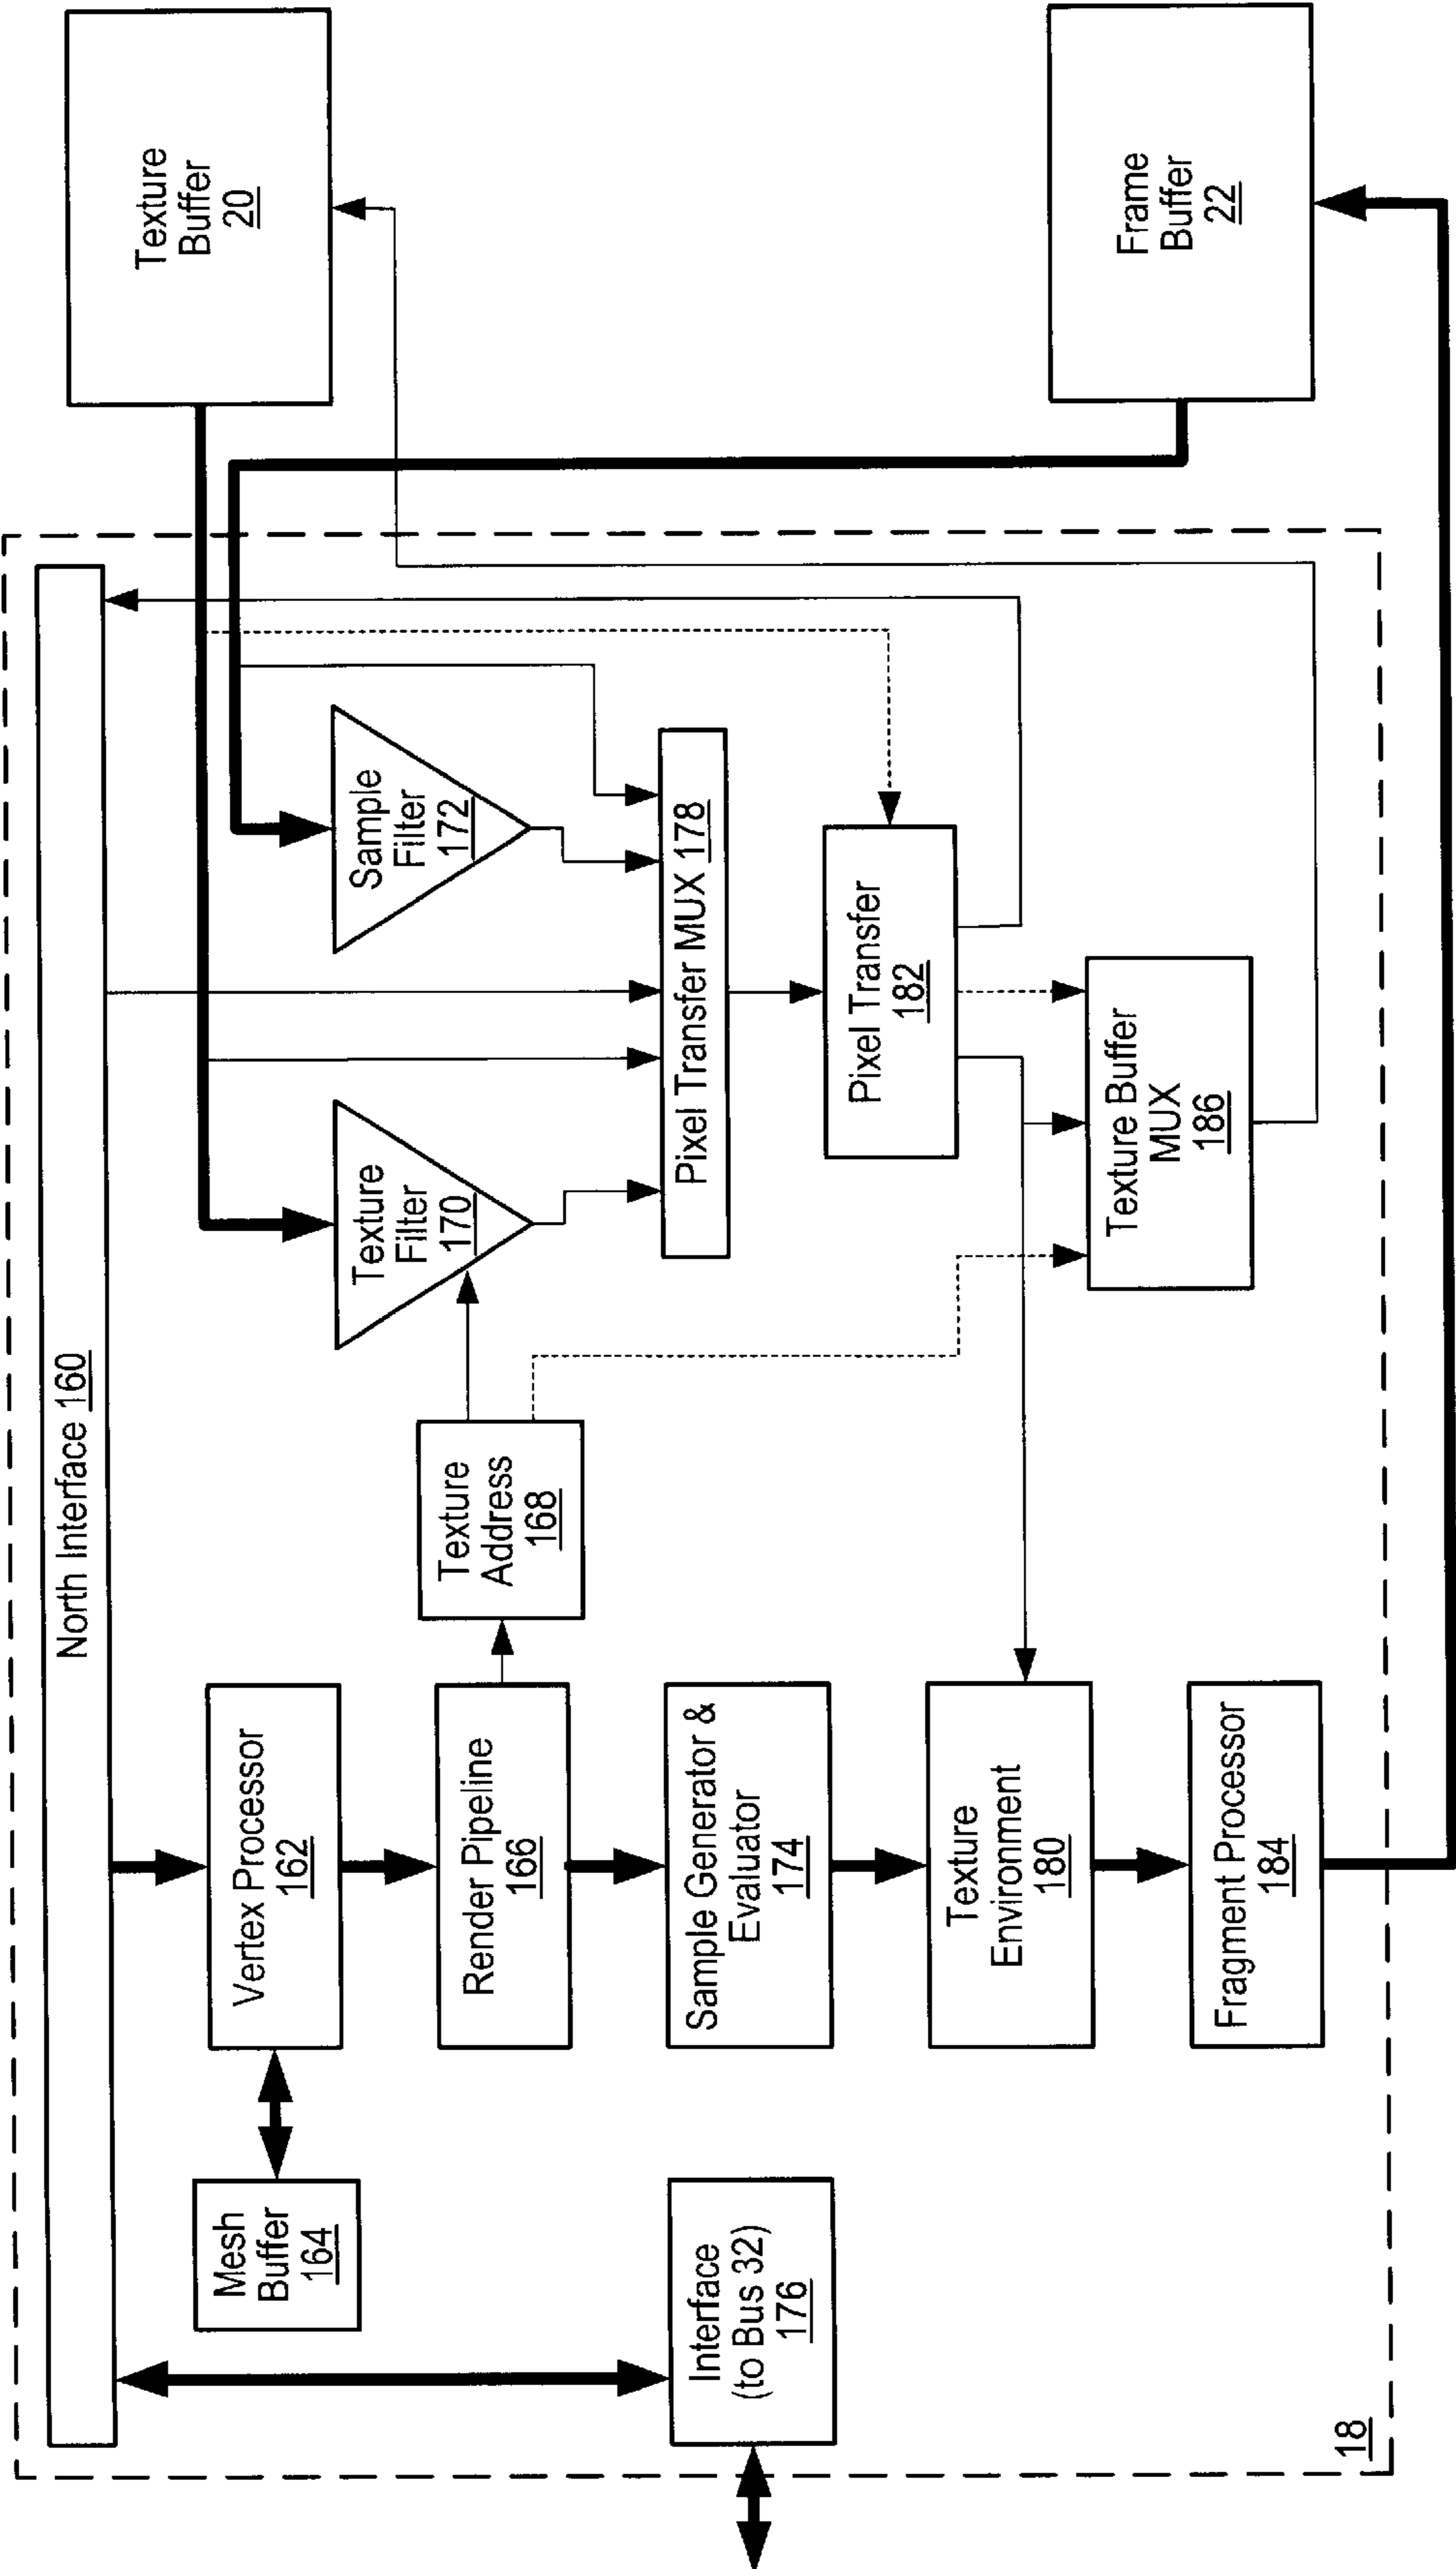 North Interface 160
Mesh
Buffer
164
Vertex Processor
162
Render Pipeline
166
Texture
Address
168
Texture
Filter
170
Sample
Filter
172
Texture
Buffer
20
Interface
(to Bus 32)
176
Sample Generator &
Evaluator
174
Pixel Transfer MUX 178
Texture
Environment
180
Pixel Transfer
182
Fragment Processor
184
Texture Buffer
MUX
186
Frame
Buffer
22
18